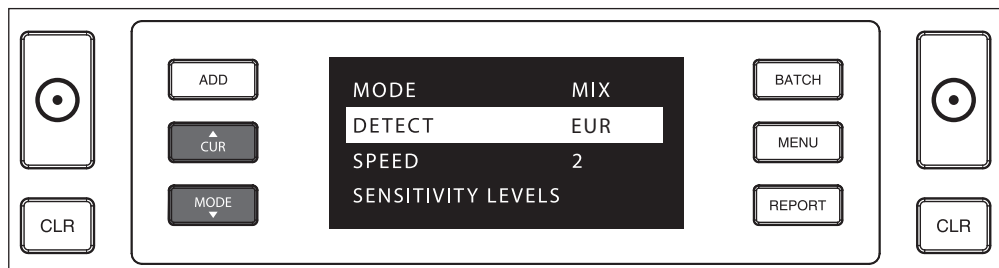 CLR
ADD
▲
CUR
MODE
▼
MODE MIX
DETECT EUR
SPEED 2
SENSITIVITY LEVELS
BATCH
MENU
REPORT
CLR